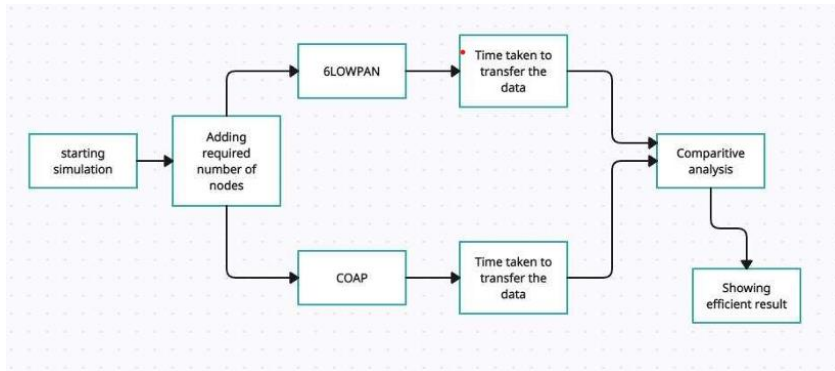 starting
simulation
Adding
required
number of
nodes
6LOWPAN
Time taken to
transfer the
data
COAP
Time taken to
transfer the
data
Comparitive
analysis
Showing
efficient result